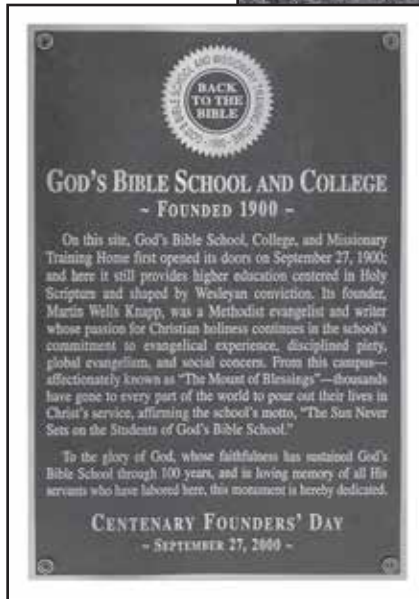 GOD'S BIBLE SCHOOL AND MISSIONARY TRAINING HOME
BACK
TO THE
BIBLE
GOD'S BIBLE SCHOOL AND COLLEGE
~ FOUNDED 1900 ~
On this site, God's Bible School, College, and Missionary
Training Home first opened its doors on September 27, 1900;
and here it still provides higher education centered in Holy
Scripture and shaped by Wesleyan conviction. Its founder,
Martin Wells Knapp, was a Methodist evangelist and writer
whose passion for Christian holiness continues in the school's
commitment to evangelical experience, disciplined piety,
global evangelism, and social concern. From this campus—
affectionately known as "The Mount of Blessings"—thousands
have gone to every part of the world to pour out their lives in
Christ's service, affirming the school's motto, "The Sun Never
Sets on the Students of God's Bible School."
To the glory of God, whose faithfulness has sustained God's
Bible School through 100 years, and in loving memory of all His
servants who have labored here, this monument is hereby dedicated.
CENTENARY FOUNDERS' DAY
~ SEPTEMBER 27, 2000 ~